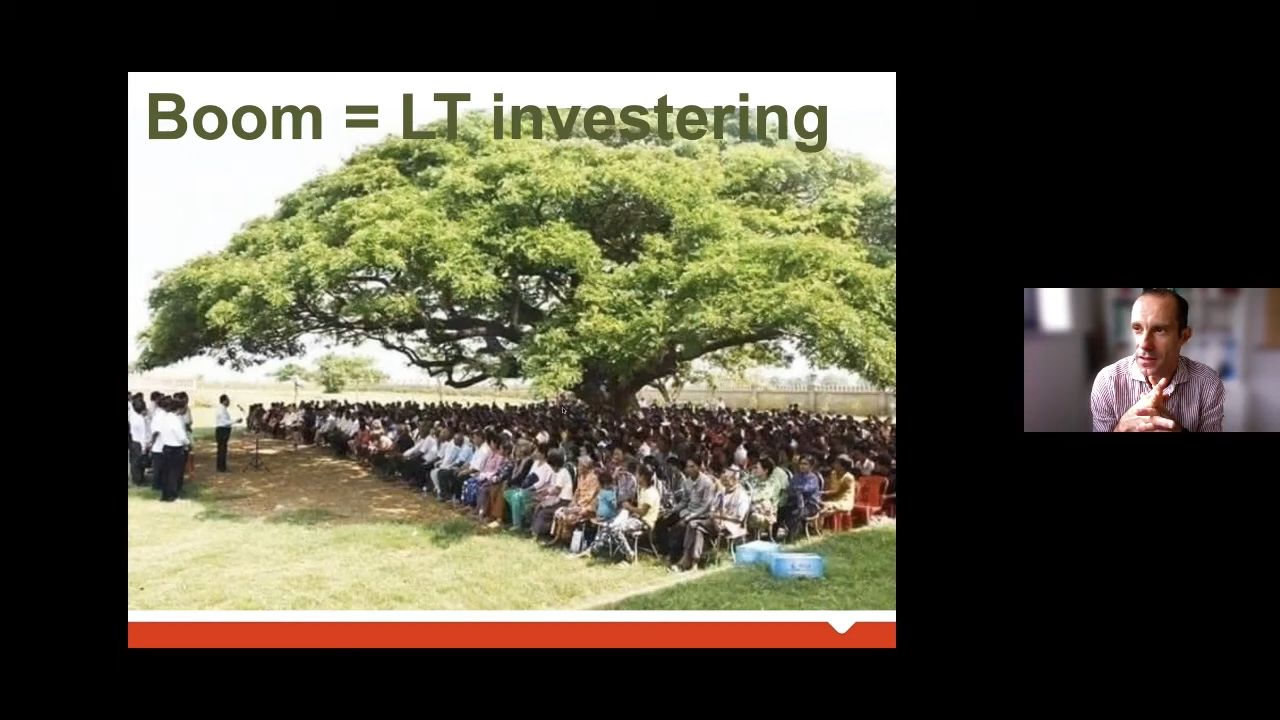 Boom = LT investering